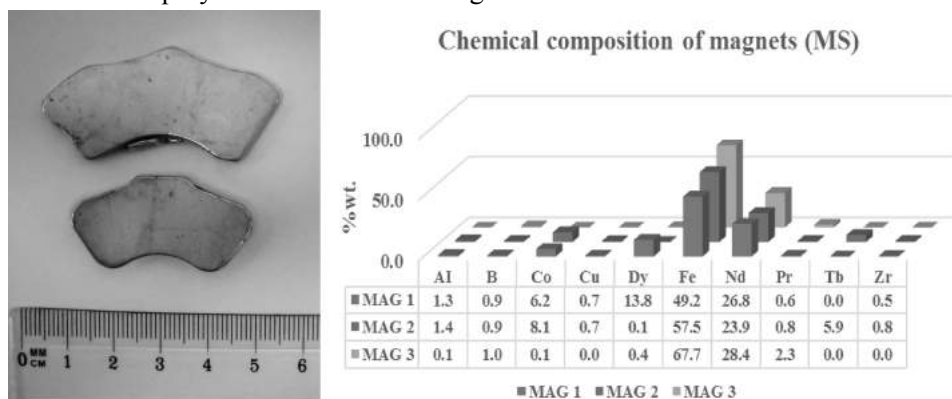 0 MM 1 2 3 4 5 6
CM
Chemical composition of magnets (MS)
100.0
50.0
0.0
%wt.
AI B Co Cu Dy Fe Nd Pr Tb Zr
MAG 1 1.3 0.9 6.2 0.7 13.8 49.2 26.8 0.6 0.0 0.5
MAG 2 1.4 0.9 8.1 0.7 0.1 57.5 23.9 0.8 5.9 0.8
MAG 3 0.1 1.0 0.1 0.0 0.4 67.7 28.4 2.3 0.0 0.0
MAG 1 MAG 2 MAG 3